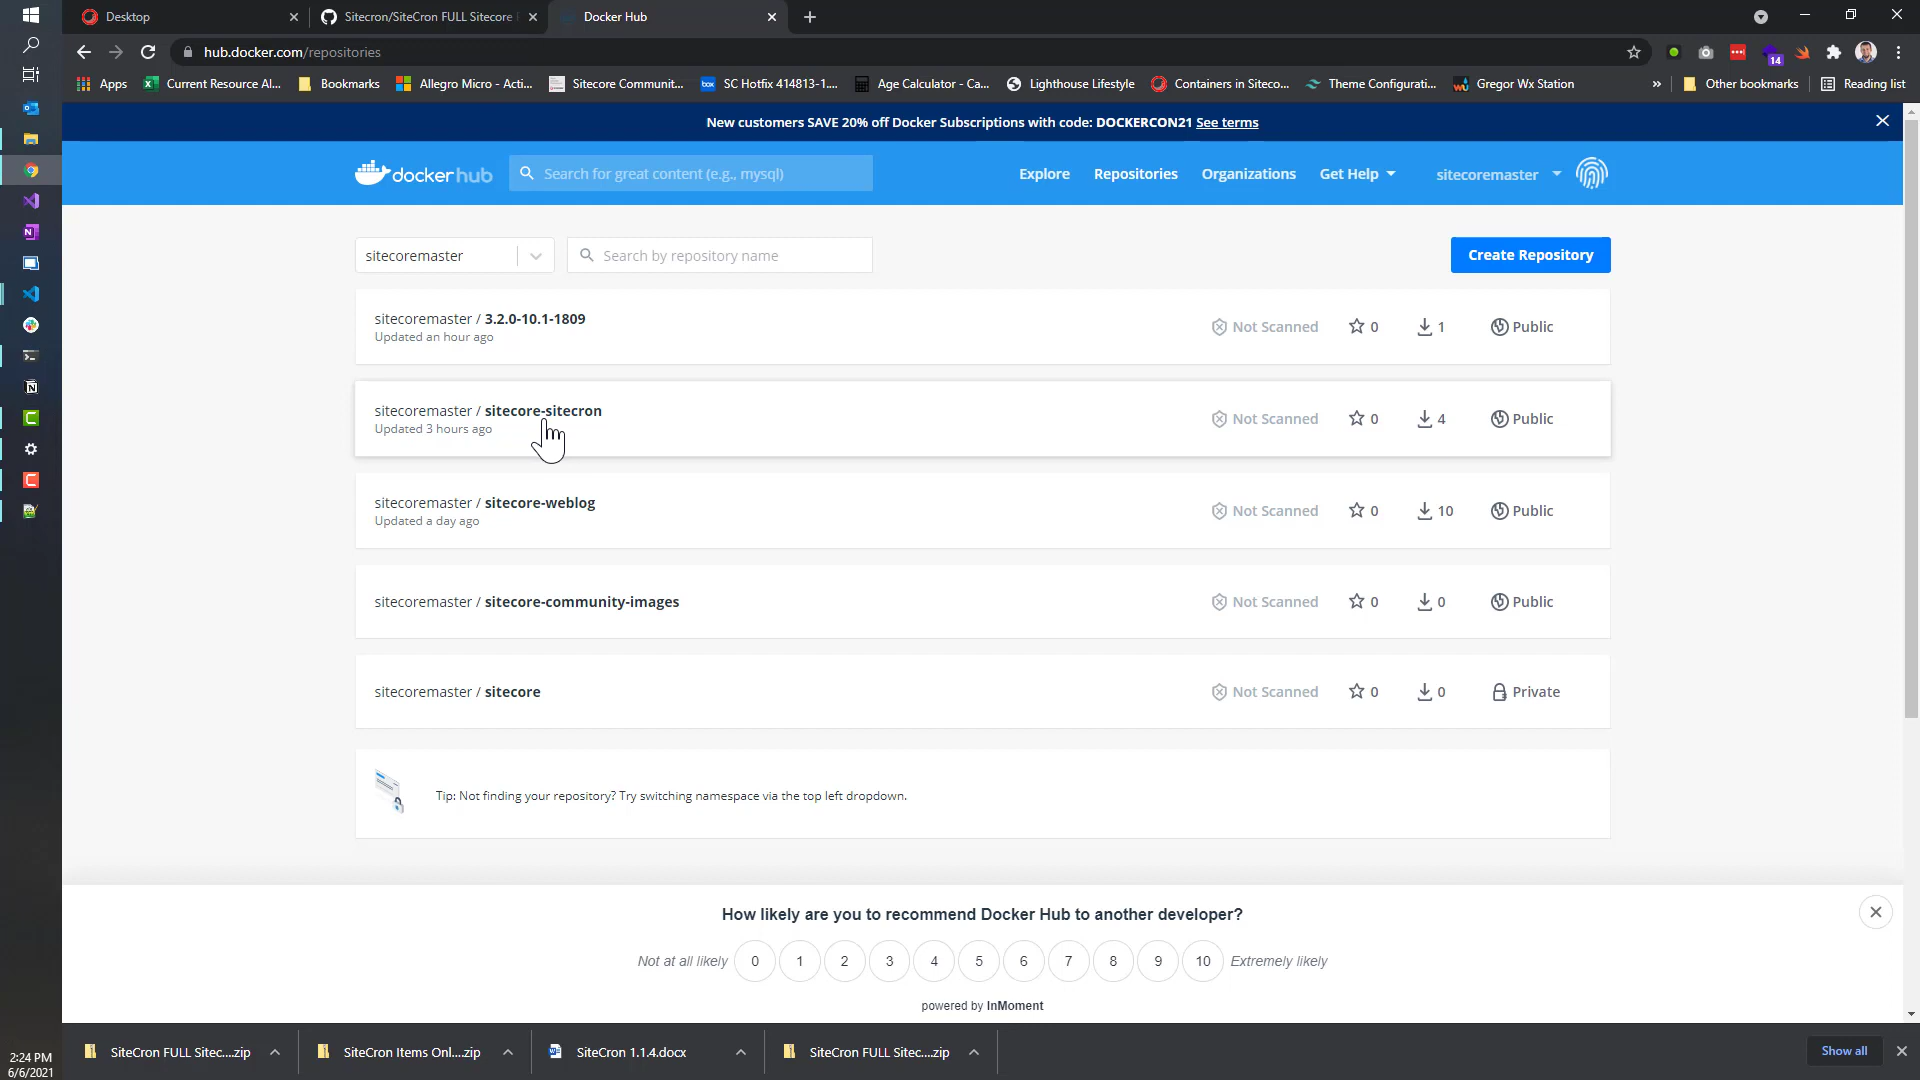 Desktop
Sitecron/SiteCron FULL Sitecore
Docker Hub
hub.docker.com/repositories
14
Apps
Current Resource Al...
Bookmarks
Allegro Micro - Acti...
Sitecore Communit...
box
SC Hotfix 414813-1....
Age Calculator - Ca...
Lighthouse Lifestyle
Containers in Siteco...
Theme Configurati...
Gregor Wx Station
»
Other bookmarks
Reading list
New customers SAVE 20% off Docker Subscriptions with code: DOCKERCON21 See terms
dockerhub
Search for great content (e.g., mysql)
Explore
Repositories
Organizations
Get Help
sitecoremaster
sitecoremaster
Search by repository name
Create Repository
sitecoremaster / 3.2.0-10.1-1809
Updated an hour ago
Not Scanned
0
1
Public
sitecoremaster / sitecore-sitecron
Updated 3 hours ago
Not Scanned
0
4
Public
sitecoremaster / sitecore-weblog
Updated a day ago
Not Scanned
0
10
Public
sitecoremaster / sitecore-community-images
Not Scanned
0
0
Public
sitecoremaster / sitecore
Not Scanned
0
0
Private
Tip: Not finding your repository? Try switching namespace via the top left dropdown.
How likely are you to recommend Docker Hub to another developer?
Not at all likely 0 1 2 3 4 5 6 7 8 9 10 Extremely likely
powered by InMoment
SiteCron FULL Sitec....zip
SiteCron Items Onl....zip
SiteCron 1.1.4.docx
SiteCron FULL Sitec....zip
Show all
2:24 PM
6/6/2021